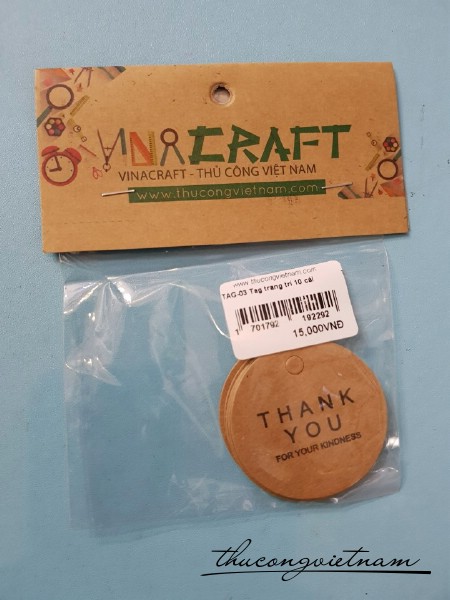 VINACRAFT
VINACRAFT - THỦ CÔNG VIỆT NAM
www.thucongvietnam.com
www.thucongvietnam.com
TAG-03 Tag trang trí 10 cái
1 701792 192292
15,000VNĐ
THANK
YOU
FOR YOUR KINDNESS
thucongvietnam